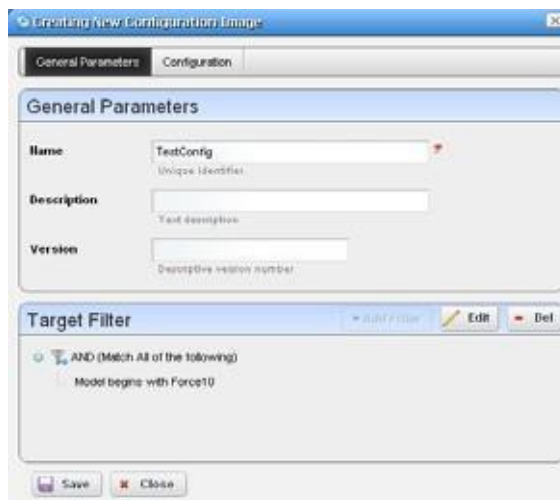 Creating New Configuration Image
General Parameters Configuration
General Parameters
Name TestConfig
Unique Identifier
Description
Text description
Version
Descriptive version number
Target Filter Add Filter Edit Del
AND (Match All of the following)
Model begins with Force10
Save Close